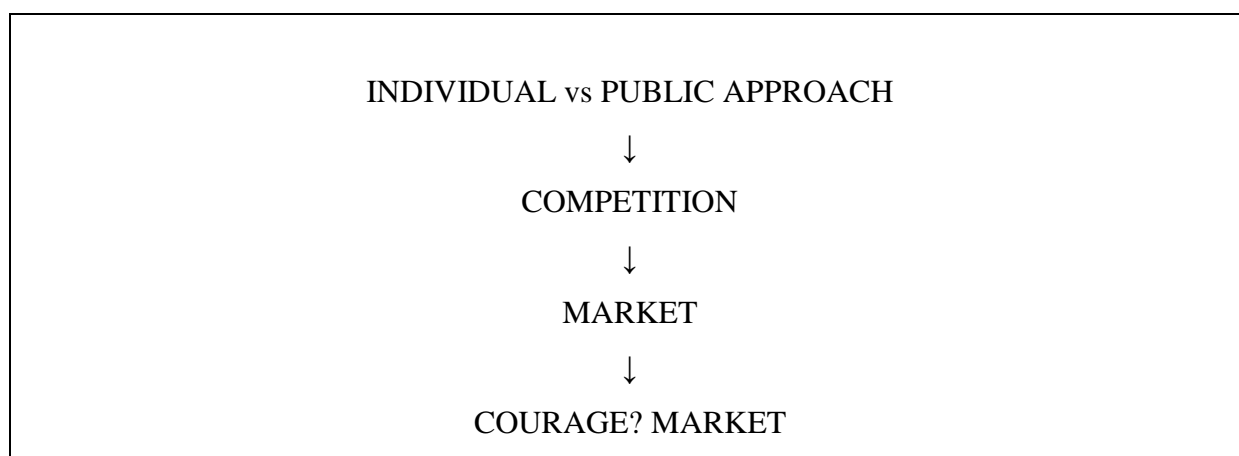 INDIVIDUAL vs PUBLIC APPROACH
↓
COMPETITION
↓
MARKET
↓
COURAGE? MARKET